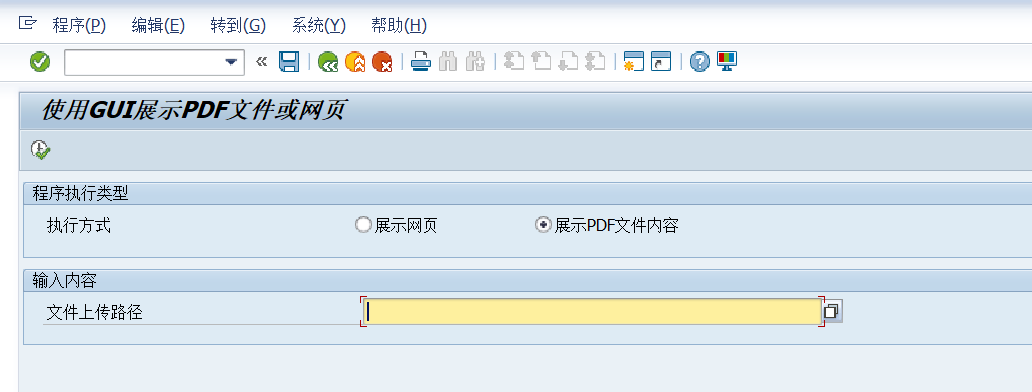 程序(P) 编辑(E) 转到(G) 系统(Y) 帮助(H)
使用GUI展示PDF文件或网页
程序执行类型
执行方式 展示网页 展示PDF文件内容
输入内容
文件上传路径